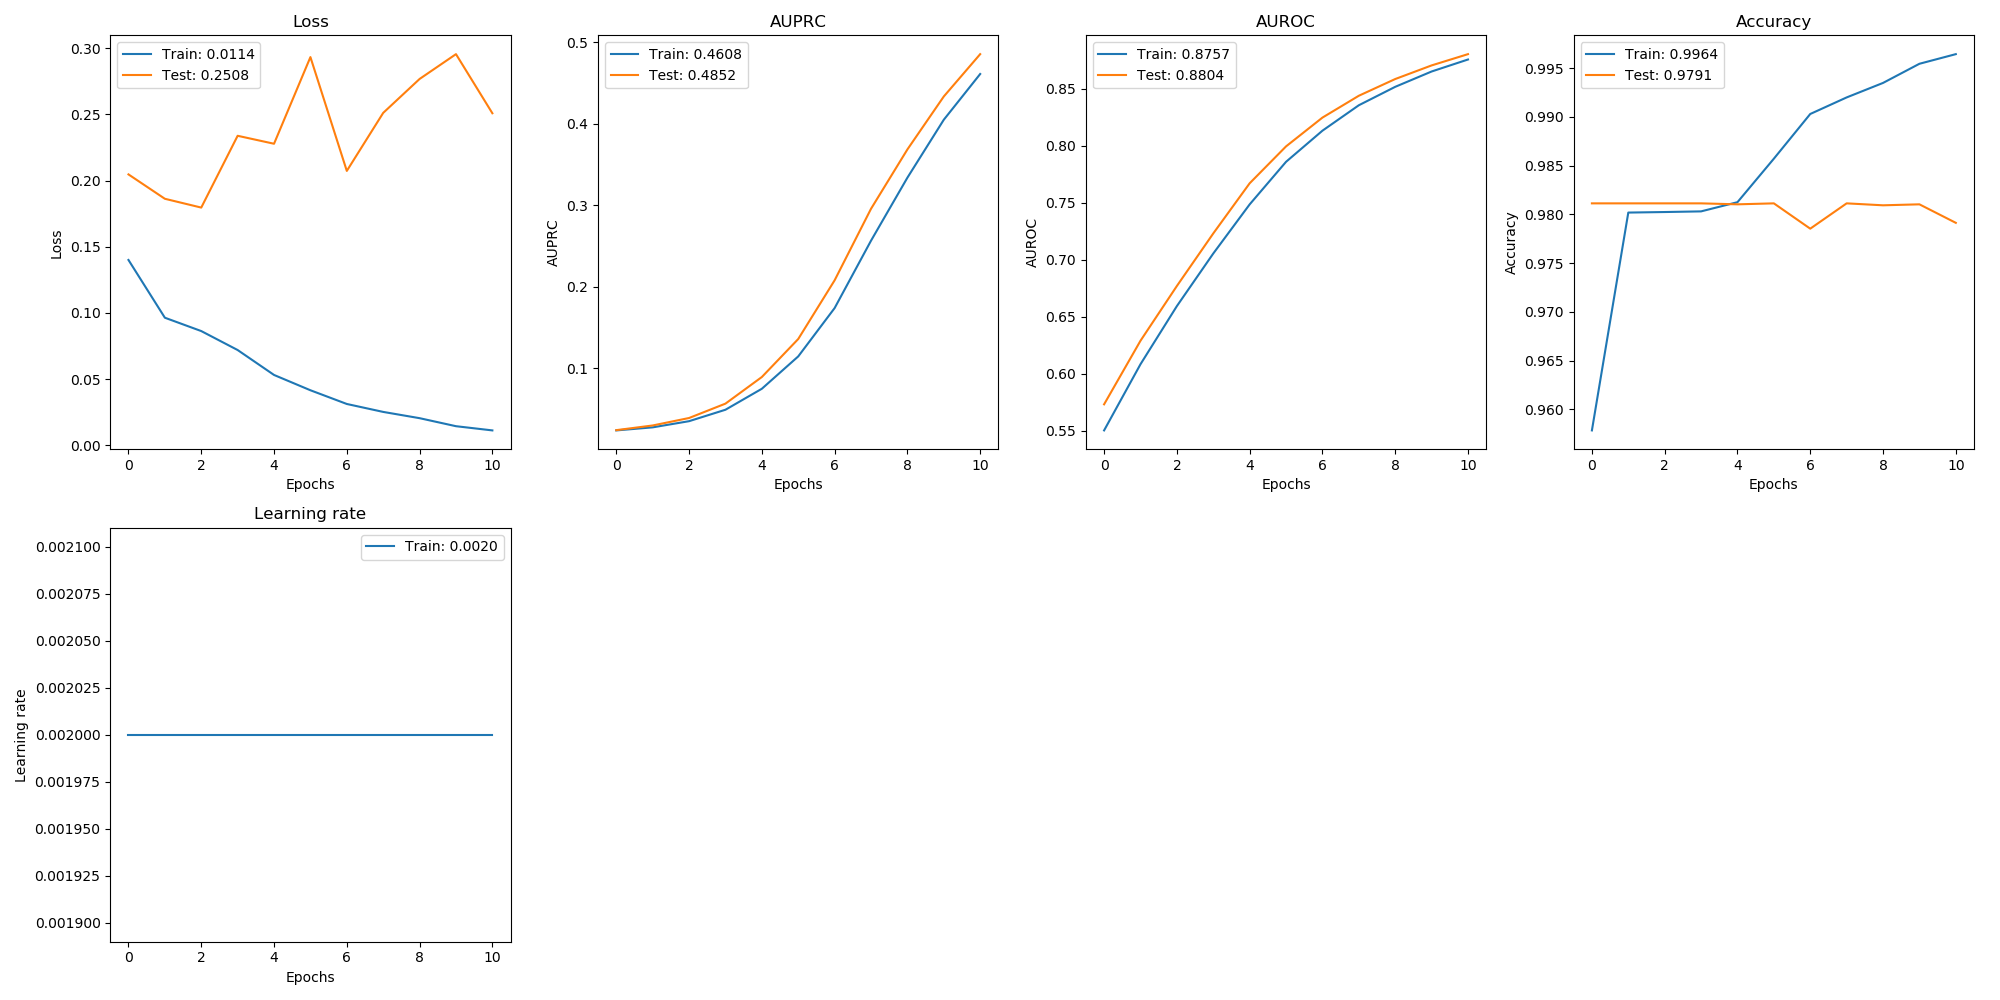 Loss
Train: 0.0114
Test: 0.2508
0.30
0.25
0.20
0.15
0.10
0.05
0.00
Loss
0 2 4 6 8 10
Epochs
AUPRC
Train: 0.4608
Test: 0.4852
0.5
0.4
0.3
0.2
0.1
AUPRC
0 2 4 6 8 10
Epochs
AUROC
Train: 0.8757
Test: 0.8804
0.85
0.80
0.75
0.70
0.65
0.60
0.55
AUROC
0 2 4 6 8 10
Epochs
Accuracy
Train: 0.9964
Test: 0.9791
0.995
0.990
0.985
0.980
0.975
0.970
0.965
0.960
Accuracy
0 2 4 6 8 10
Epochs
Learning rate
Train: 0.0020
0.002100
0.002075
0.002050
0.002025
0.002000
0.001975
0.001950
0.001925
0.001900
Learning rate
0 2 4 6 8 10
Epochs